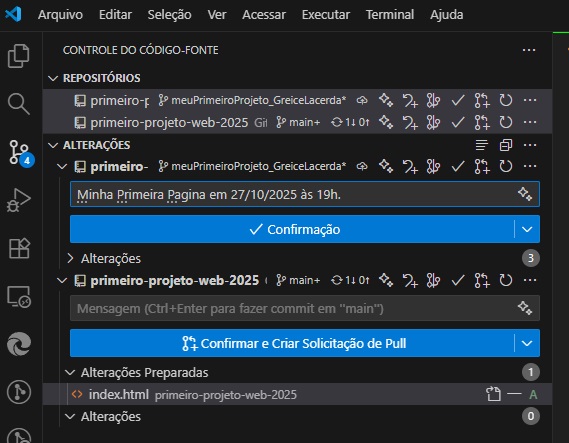 Arquivo Editar Seleção Ver Acessar Executar Terminal Ajuda
CONTROLE DO CÓDIGO-FONTE
REPOSITÓRIOS
primeiro-p meuPrimeiroProjeto_GreiceLacerda*
primeiro-projeto-web-2025 Git main+ 1↓ 0↑
ALTERAÇÕES
4
primeiro- meuPrimeiroProjeto_GreiceLacerda*
Minha Primeira Pagina em 27/10/2025 às 19h.
Confirmação
Alterações 3
primeiro-projeto-web-2025 main+ 1↓ 0↑
Mensagem (Ctrl+Enter para fazer commit em "main")
Confirmar e Criar Solicitação de Pull
Alterações Preparadas 1
index.html primeiro-projeto-web-2025 A
Alterações 0